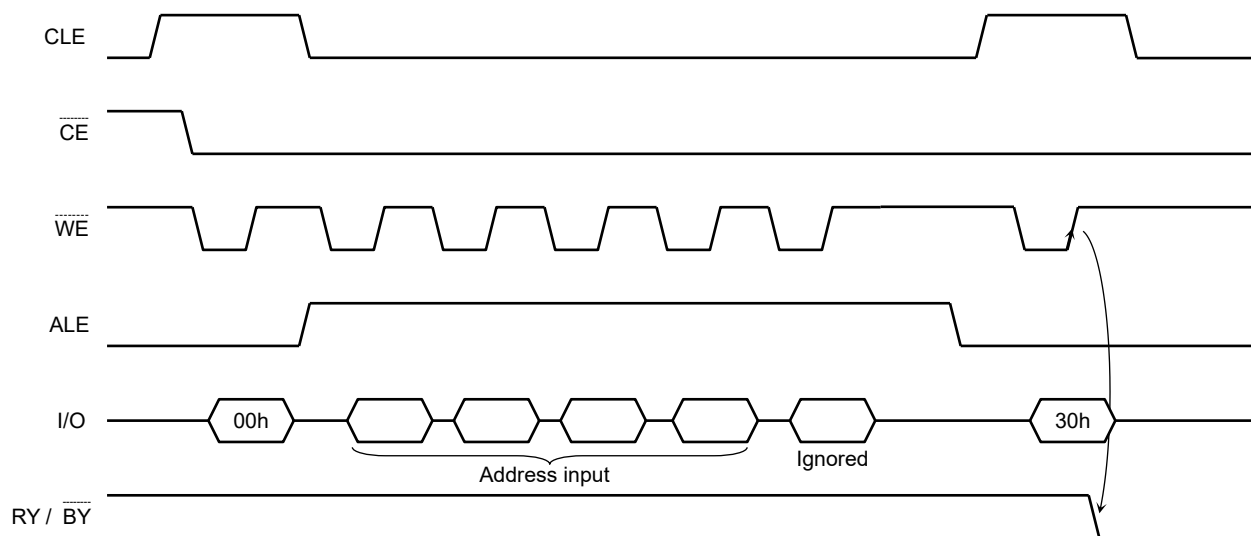 CLE
CE
WE
ALE
I/O
00h
30h
Ignored
Address input
RY / BY